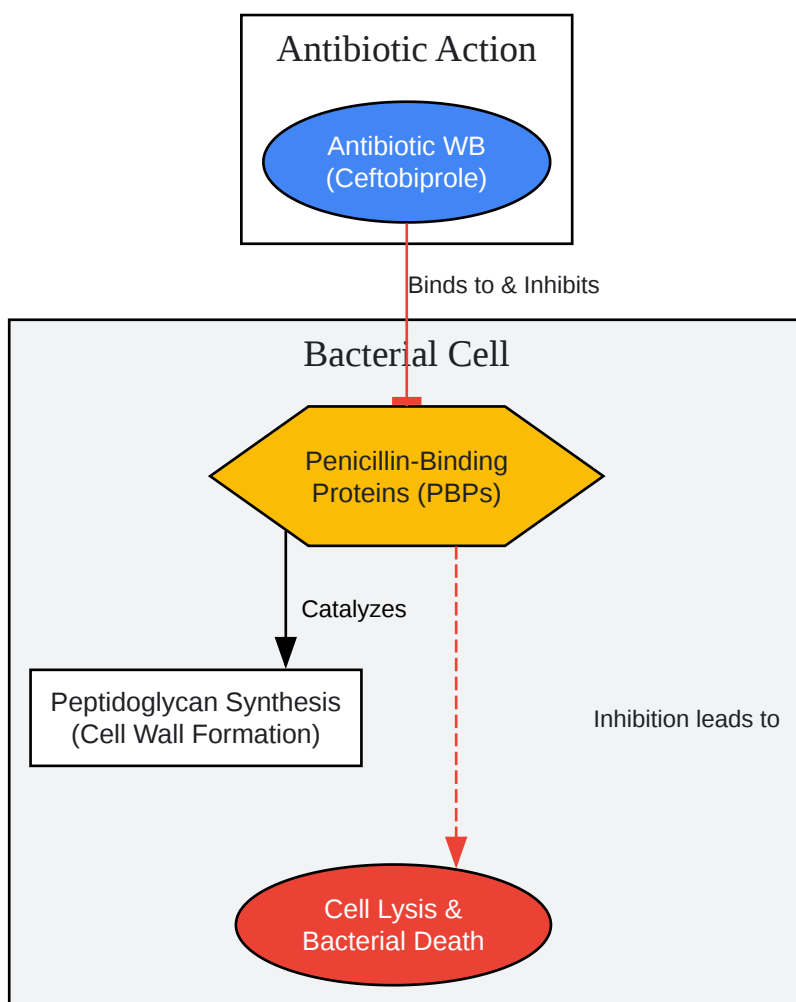 Antibiotic Action
Antibiotic WB
(Ceftobiprole)
Binds to & Inhibits
Bacterial Cell
Penicillin-Binding
Proteins (PBPs)
Catalyzes
Peptidoglycan Synthesis
(Cell Wall Formation)
Inhibition leads to
Cell Lysis &
Bacterial Death